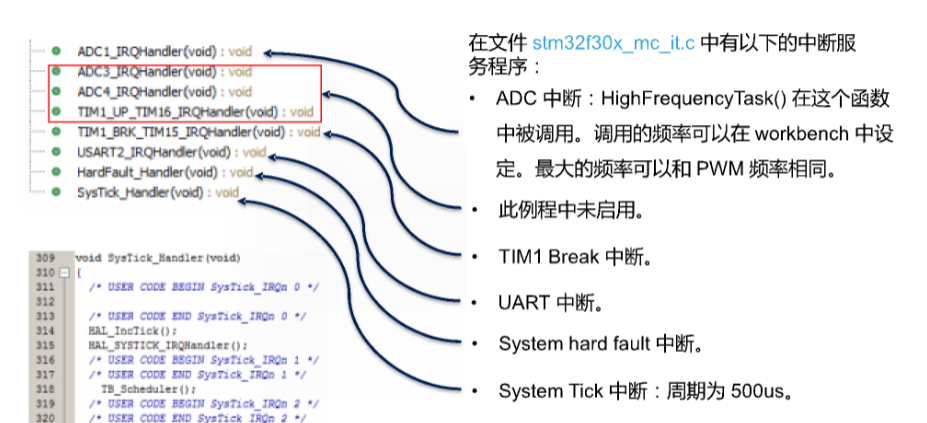 ADC1_IRQHandler(void) : void
ADC3_IRQHandler(void) : void
ADC4_IRQHandler(void) : void
TIM1_UP_TIM16_IRQHandler(void) : void
TIM1_BRK_TIM15_IRQHandler(void) : void
USART2_IRQHandler(void) : void
HardFault_Handler(void) : void
SysTick_Handler(void) : void
309 void SysTick_Handler(void)
310 {
311 /* USER CODE BEGIN SysTick_IRQn 0 */
312
313 /* USER CODE END SysTick_IRQn 0 */
314 HAL_IncTick();
315 HAL_SYSTICK_IRQHandler();
316 /* USER CODE BEGIN SysTick_IRQn 1 */
317 /* USER CODE END SysTick_IRQn 1 */
318 TB_Scheduler();
319 /* USER CODE BEGIN SysTick_IRQn 2 */
320 /* USER CODE END SysTick_IRQn 2 */
在文件 stm32f30x_mc_it.c 中有以下的中断服
务程序：
• ADC 中断：HighFrequencyTask() 在这个函数
中被调用。调用的频率可以在 workbench 中设
定。最大的频率可以和 PWM 频率相同。
• 此例程中未启用。
• TIM1 Break 中断。
• UART 中断。
• System hard fault 中断。
• System Tick 中断：周期为 500us。